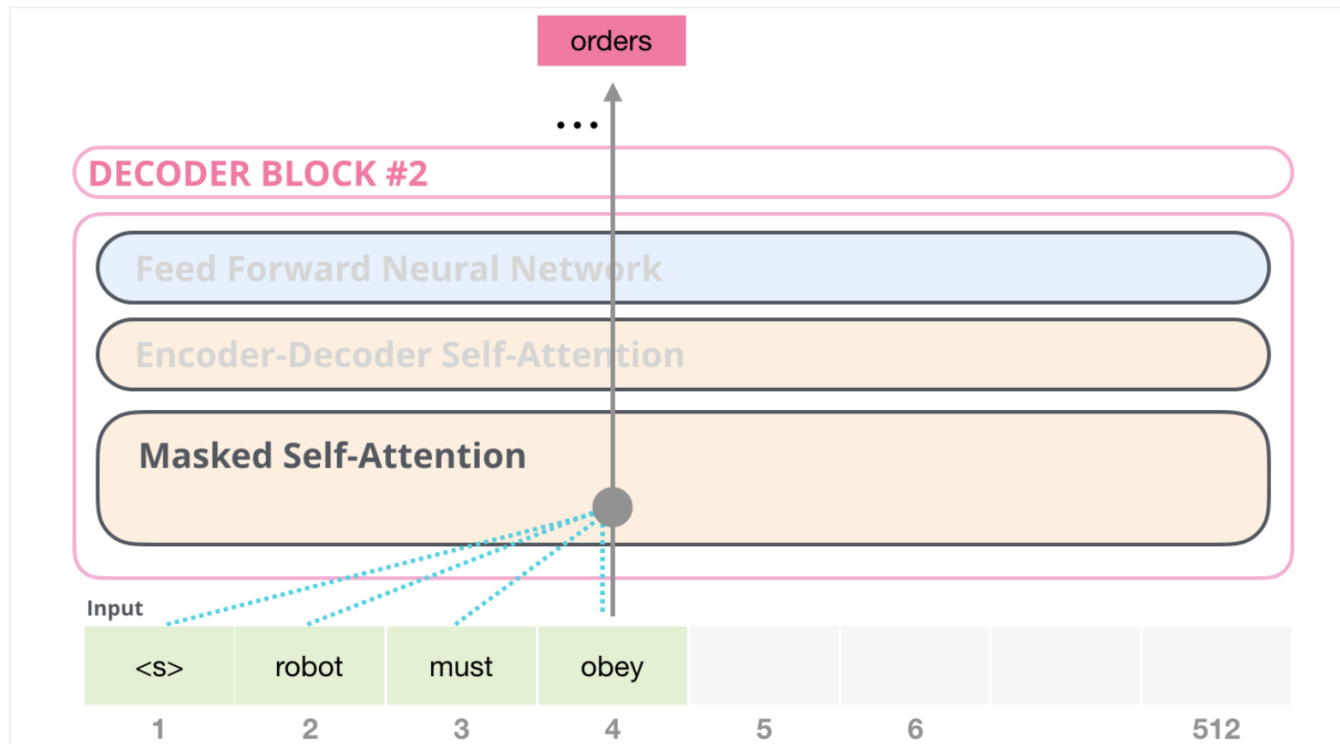 orders
...
DECODER BLOCK #2
Feed Forward Neural Network
Encoder-Decoder Self-Attention
Masked Self-Attention
Input
<s> robot must obey
1 2 3 4 5 6 512